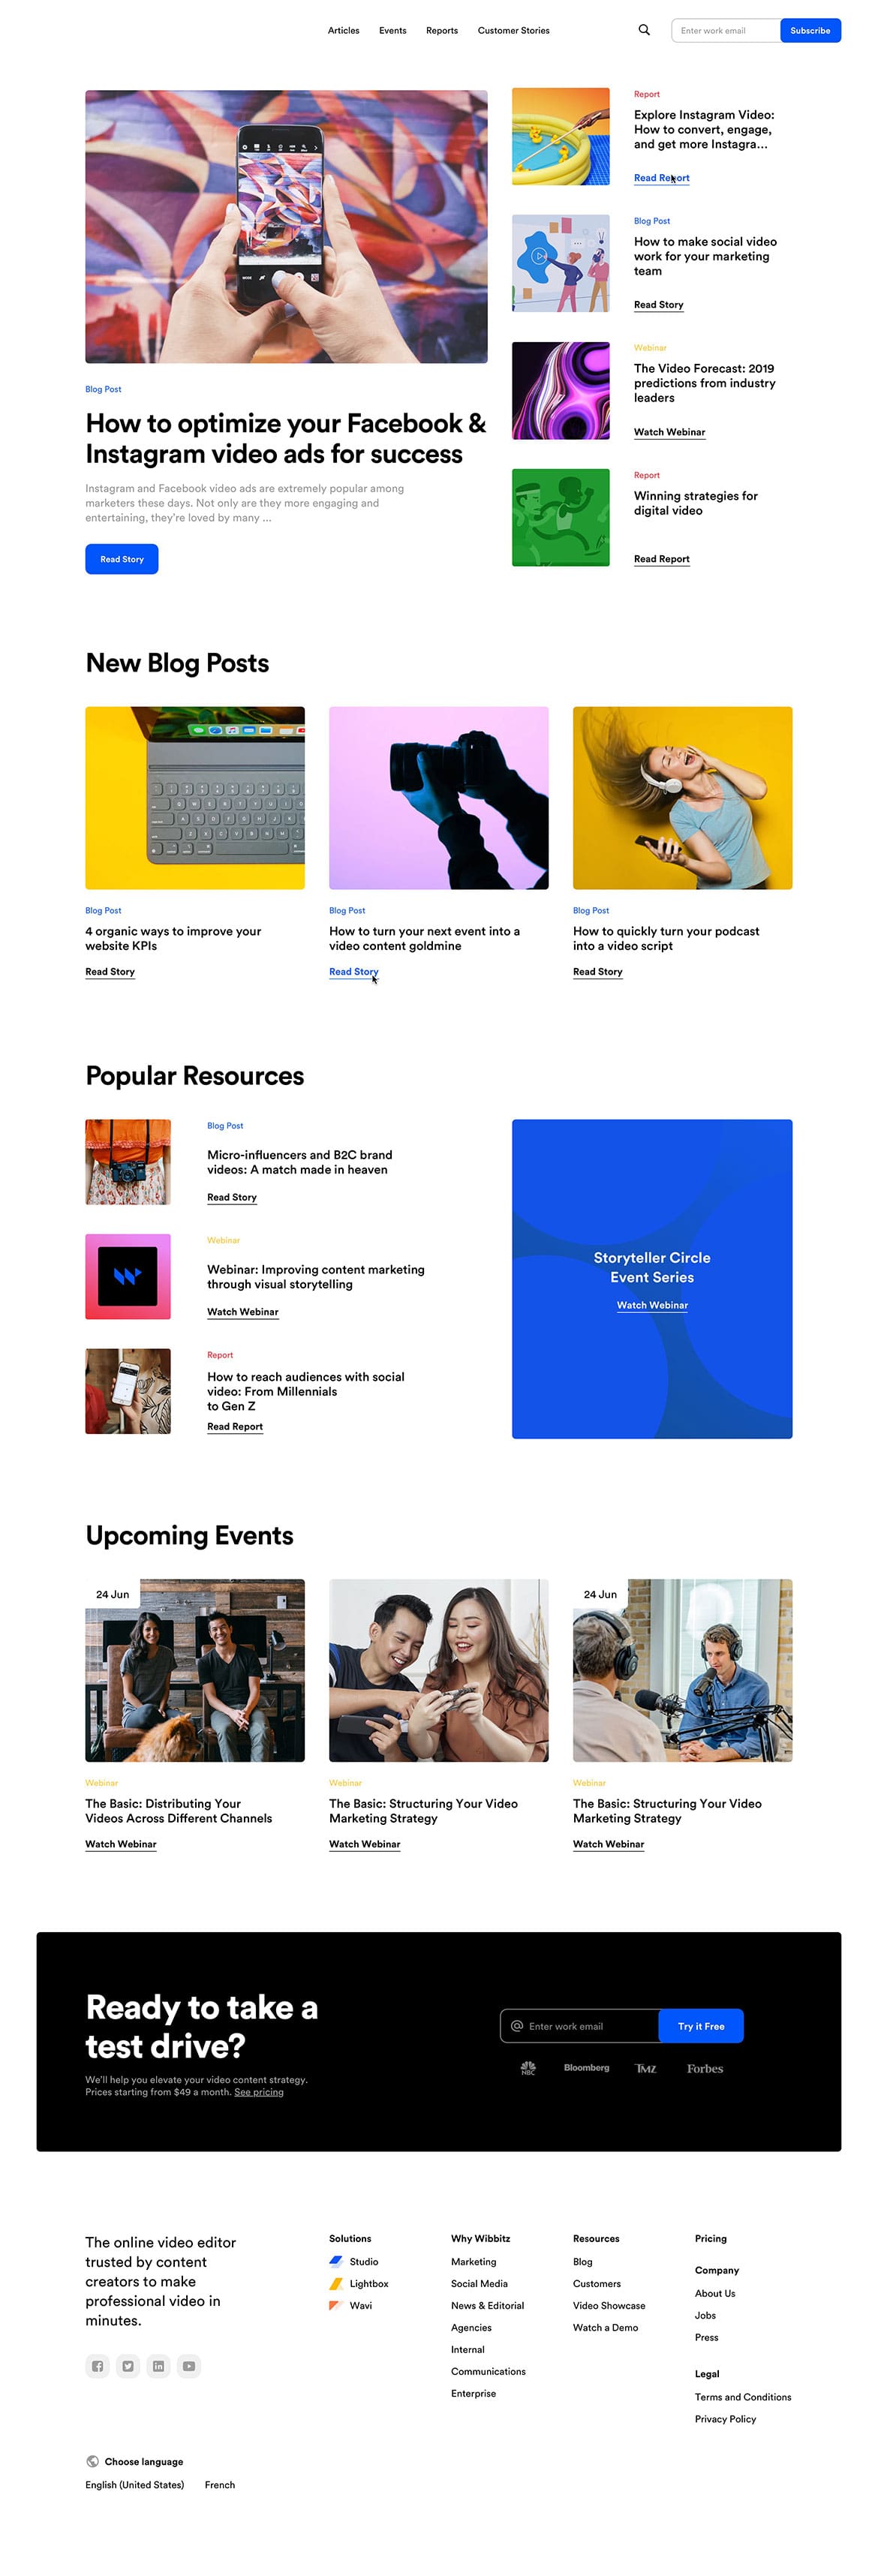 Articles
Events
Reports
Customer Stories
Enter work email
Subscribe
Blog Post
How to optimize your Facebook &
Instagram video ads for success
Instagram and Facebook video ads are extremely popular among
marketers these days. Not only are they more engaging and
entertaining, they're loved by many ...
Read Story
Report
Explore Instagram Video:
How to convert, engage,
and get more Instagra...
Read Report
Blog Post
How to make social video
work for your marketing
team
Read Story
Webinar
The Video Forecast: 2019
predictions from industry
leaders
Watch Webinar
Report
Winning strategies for
digital video
Read Report
New Blog Posts
Blog Post
4 organic ways to improve your
website KPIs
Read Story
Blog Post
How to turn your next event into a
video content goldmine
Read Story
Blog Post
How to quickly turn your podcast
into a video script
Read Story
Popular Resources
Blog Post
Micro-influencers and B2C brand
videos: A match made in heaven
Read Story
Webinar
Webinar: Improving content marketing
through visual storytelling
Watch Webinar
Report
How to reach audiences with social
video: From Millennials
to Gen Z
Read Report
Storyteller Circle
Event Series
Watch Webinar
Upcoming Events
24 Jun
Webinar
The Basic: Distributing Your
Videos Across Different Channels
Watch Webinar
Webinar
The Basic: Structuring Your Video
Marketing Strategy
Watch Webinar
24 Jun
Webinar
The Basic: Structuring Your Video
Marketing Strategy
Watch Webinar
Ready to take a
test drive?
We'll help you elevate your video content strategy.
Prices starting from $49 a month. See pricing
@ Enter work email
Try it Free
NBC
Bloomberg
TMZ
Forbes
The online video editor
trusted by content
creators to make
professional video in
minutes.
Solutions
Studio
Lightbox
Wavi
Why Wibbitz
Marketing
Social Media
News & Editorial
Agencies
Internal
Communications
Enterprise
Resources
Blog
Customers
Video Showcase
Watch a Demo
Pricing
Company
About Us
Jobs
Press
Legal
Terms and Conditions
Privacy Policy
Choose language
English (United States)
French